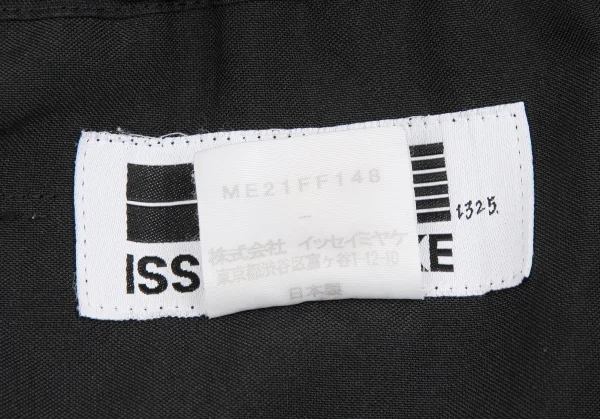 ME21FF148
-
1325.
株式会社 イッセイミヤケ
東京都渋谷区富ヶ谷1-12-10
日本製
ISS KE